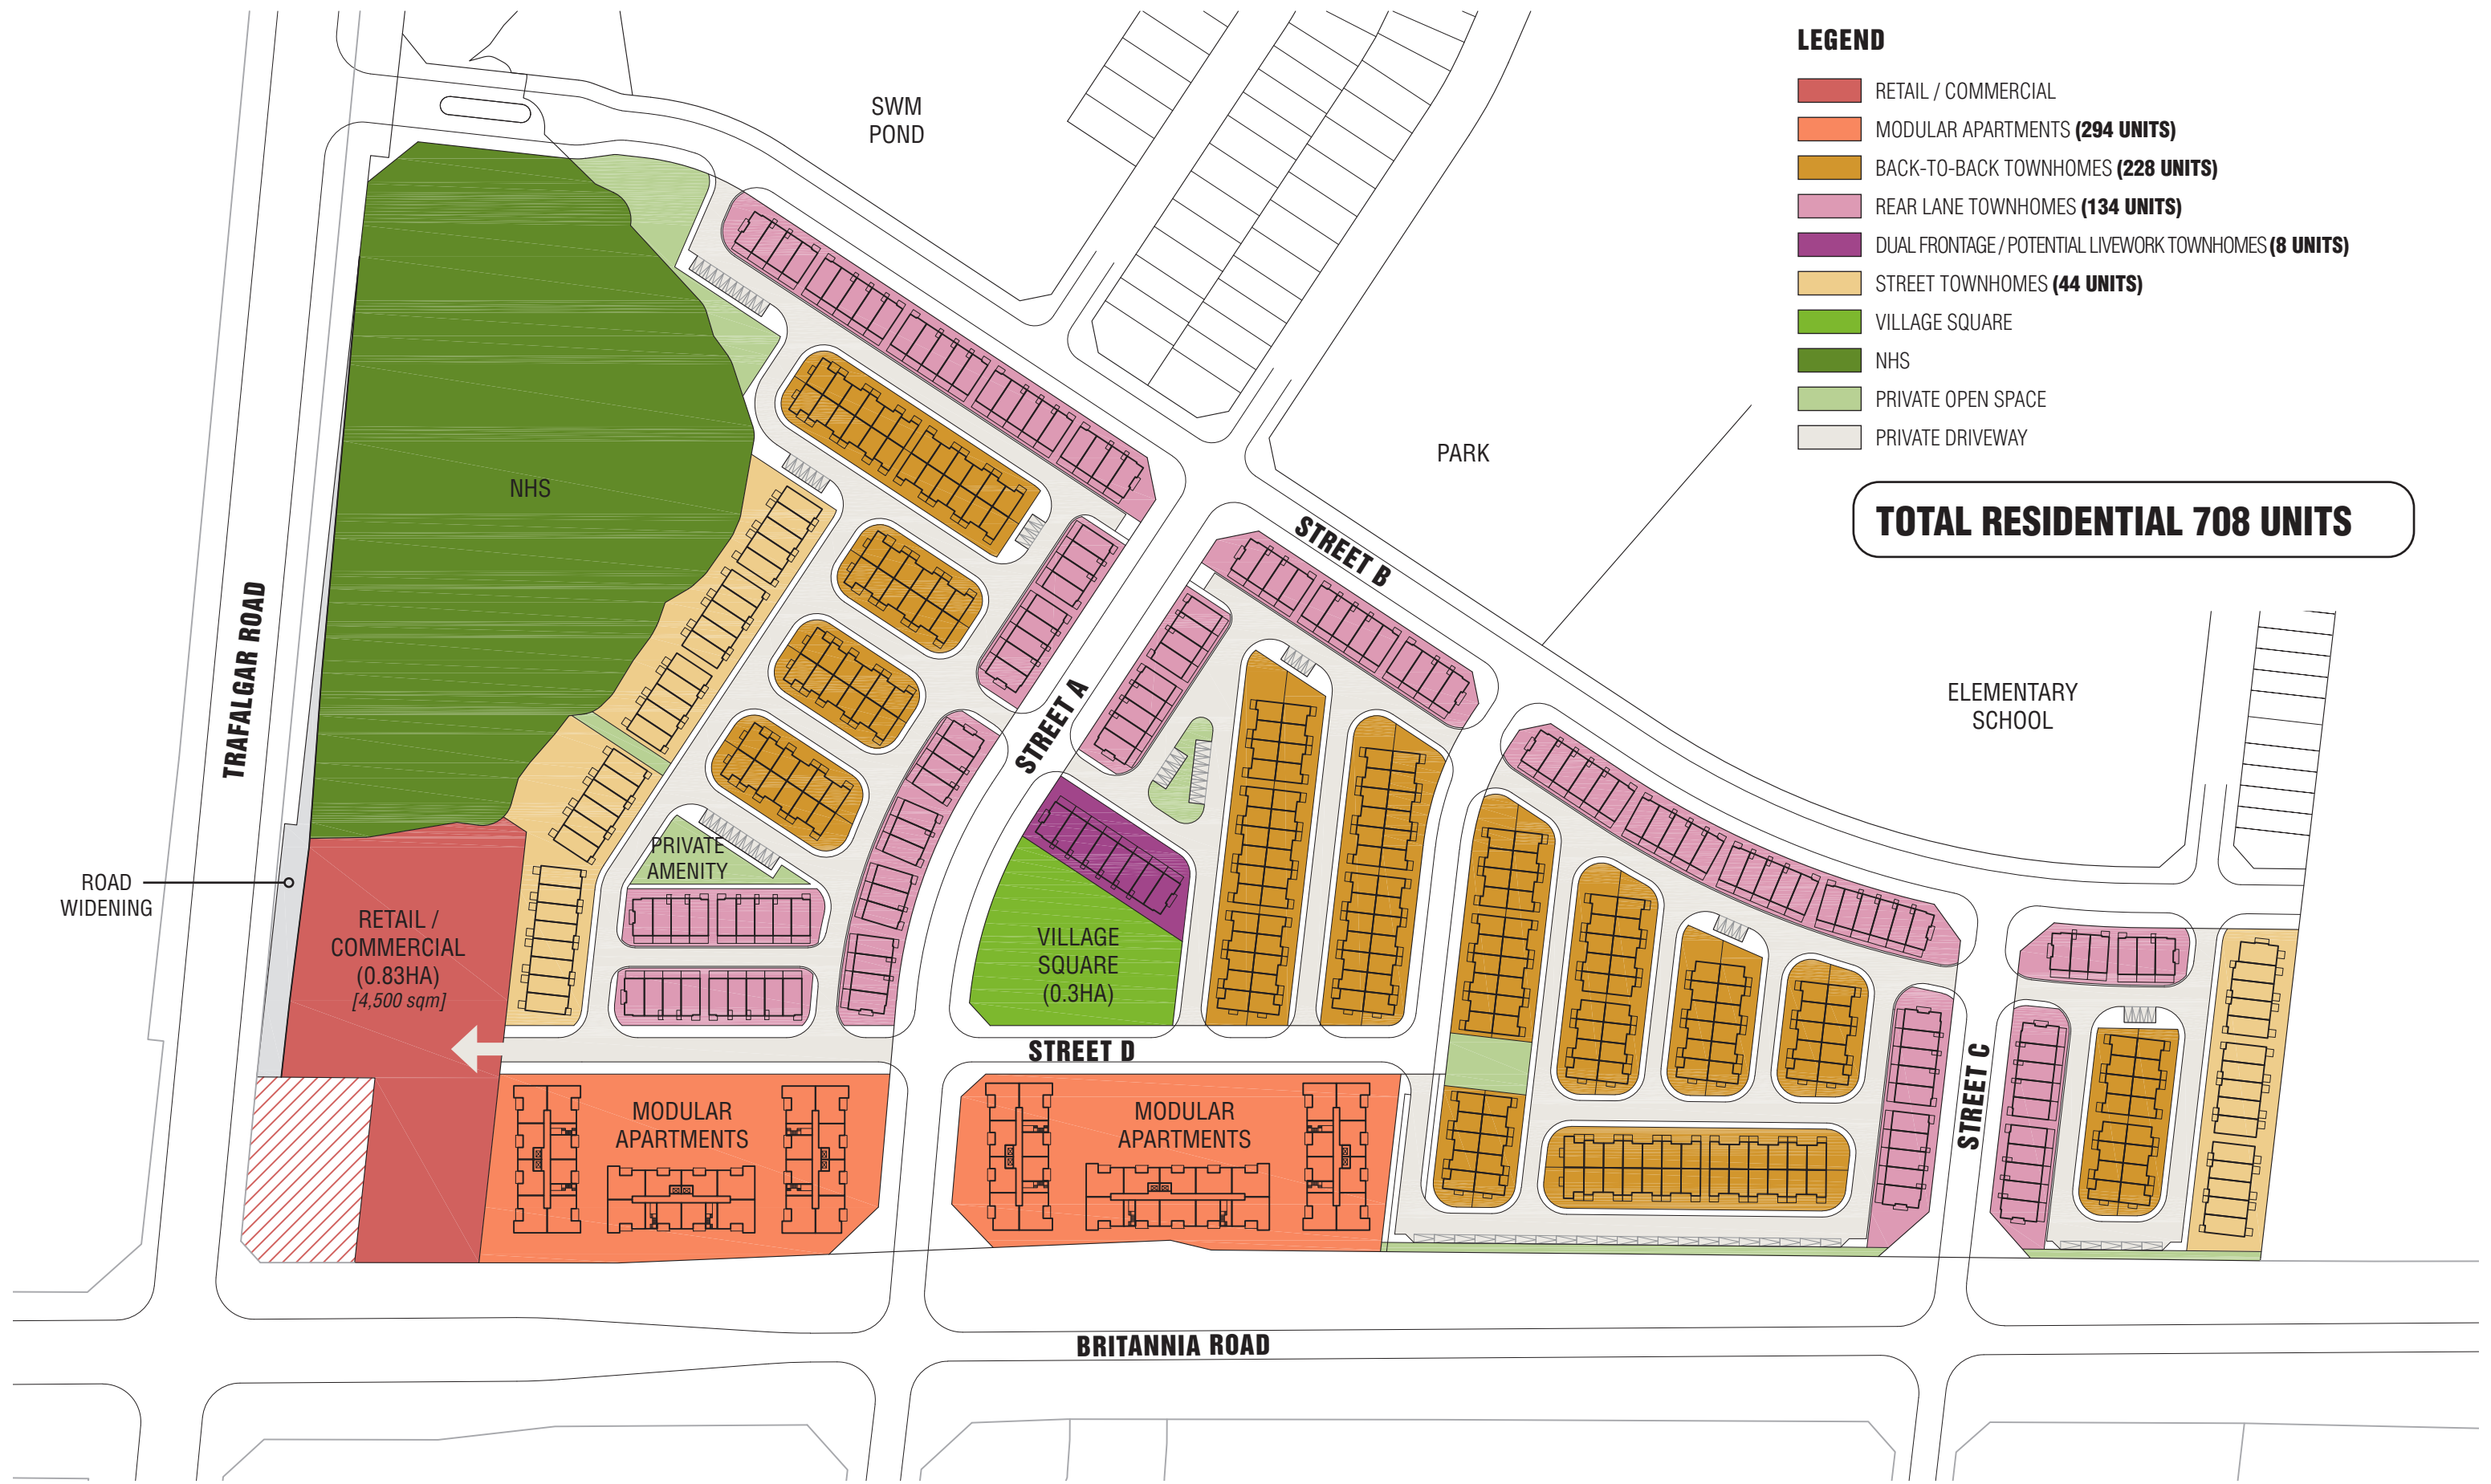 LEGEND
RETAIL / COMMERCIAL
MODULAR APARTMENTS (294 UNITS)
BACK-TO-BACK TOWNHOMES (228 UNITS)
REAR LANE TOWNHOMES (134 UNITS)
DUAL FRONTAGE / POTENTIAL LIVEWORK TOWNHOMES (8 UNITS)
STREET TOWNHOMES (44 UNITS)
VILLAGE SQUARE
NHS
PRIVATE OPEN SPACE
PRIVATE DRIVEWAY
TOTAL RESIDENTIAL 708 UNITS
SWM
POND
PARK
NHS
STREET B
TRAFALGAR ROAD
STREET A
ELEMENTARY
SCHOOL
PRIVATE
AMENITY
ROAD
WIDENING
RETAIL /
COMMERCIAL
(0.83HA)
[4,500 sqm]
VILLAGE
SQUARE
(0.3HA)
STREET D
STREET C
MODULAR
APARTMENTS
MODULAR
APARTMENTS
BRITANNIA ROAD